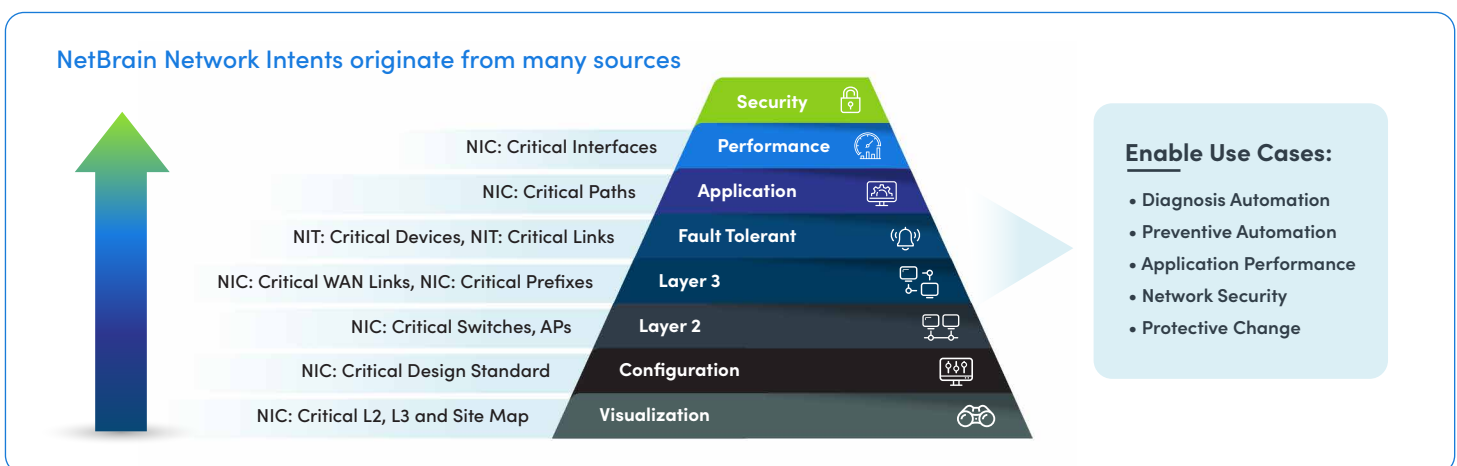 NetBrain Network Intents originate from many sources
Security
NIC: Critical Interfaces
Performance
NIC: Critical Paths
Application
NIT: Critical Devices, NIT: Critical Links
Fault Tolerant
NIC: Critical WAN Links, NIC: Critical Prefixes
Layer 3
NIC: Critical Switches, APs
Layer 2
NIC: Critical Design Standard
Configuration
NIC: Critical L2, L3 and Site Map
Visualization
Enable Use Cases:
• Diagnosis Automation
• Preventive Automation
• Application Performance
• Network Security
• Protective Change